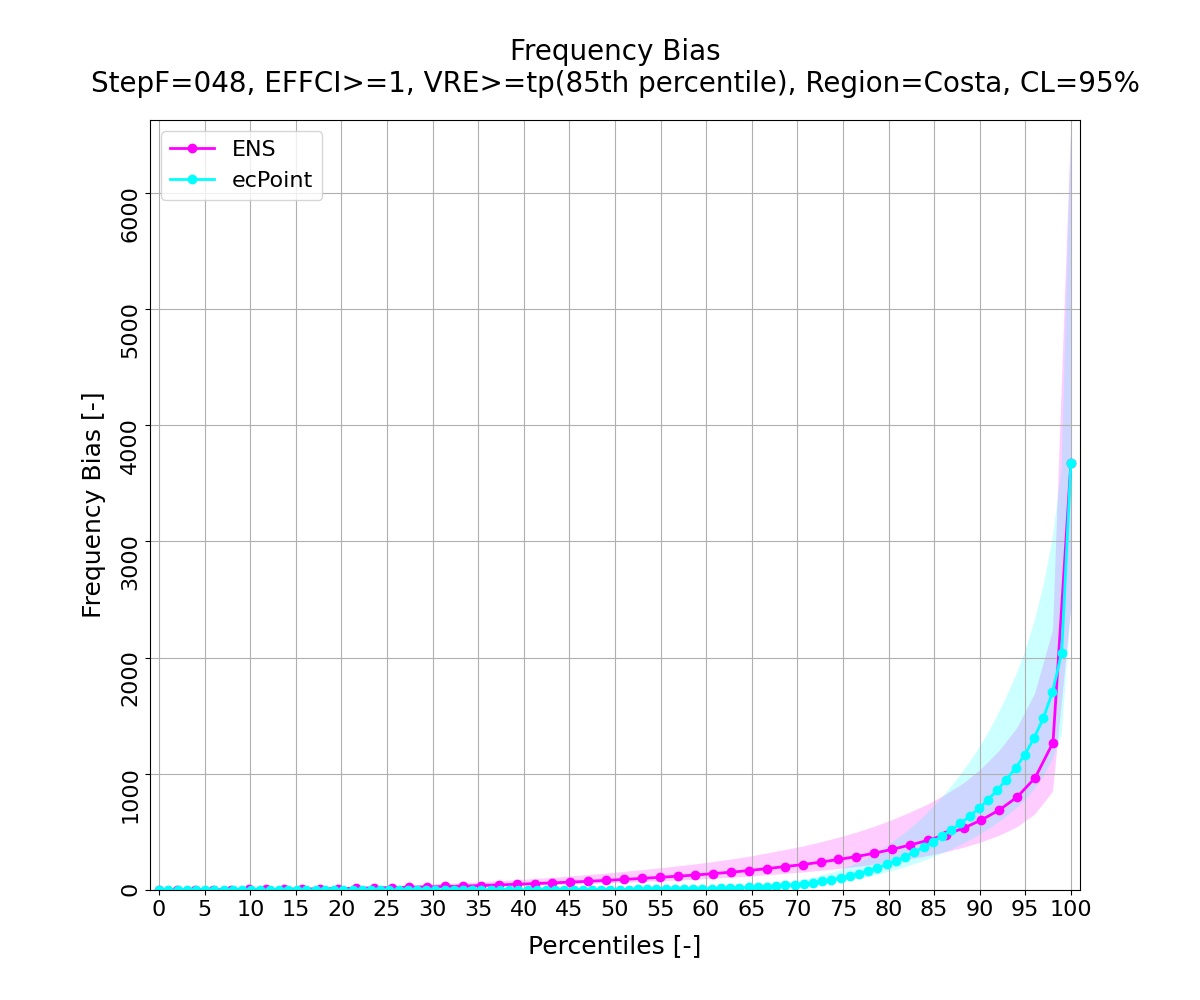 Frequency Bias
StepF=048, EFFCI>=1, VRE>=tp(85th percentile), Region=Costa, CL=95%
ENS
ecPoint
Frequency Bias [-]
6000
5000
4000
3000
2000
1000
0
0 5 10 15 20 25 30 35 40 45 50 55 60 65 70 75 80 85 90 95 100
Percentiles [-]